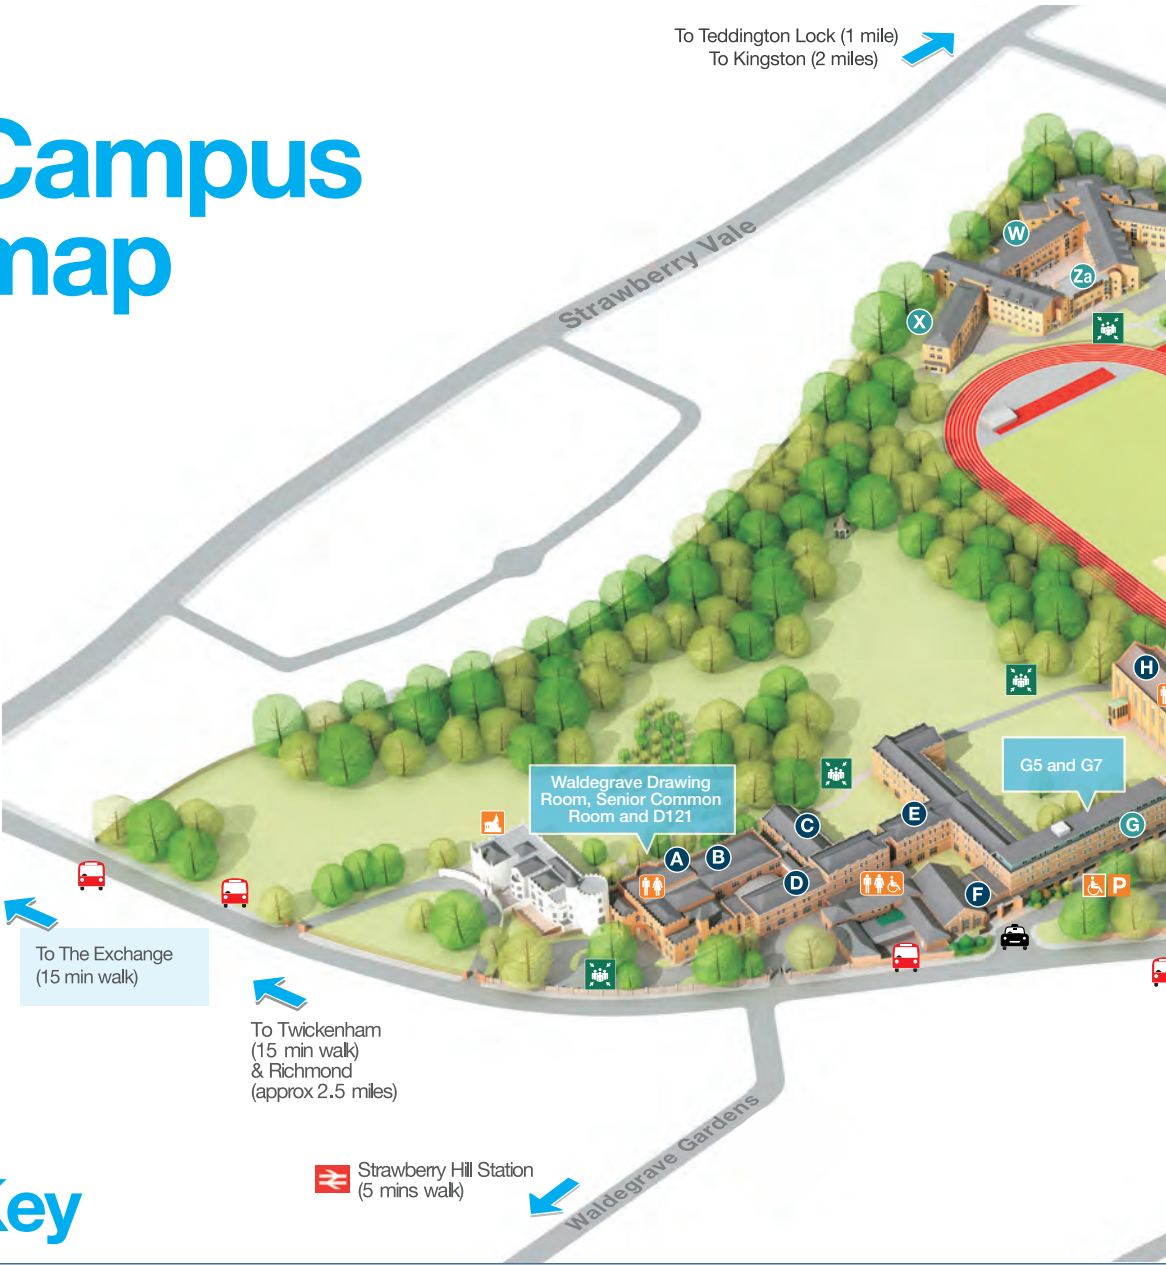 To Teddington Lock (1 mile)
To Kingston (2 miles)
Campus
map
Strawberry Vale
W
Za
X
H
G5 and G7
Waldegrave Drawing
Room, Senior Common
Room and D121
C
E
G
A
B
D
F
P
To The Exchange
(15 min walk)
To Twickenham
(15 min walk)
& Richmond
(approx 2.5 miles)
Waldegrave Gardens
Strawberry Hill Station
(5 mins walk)
Key